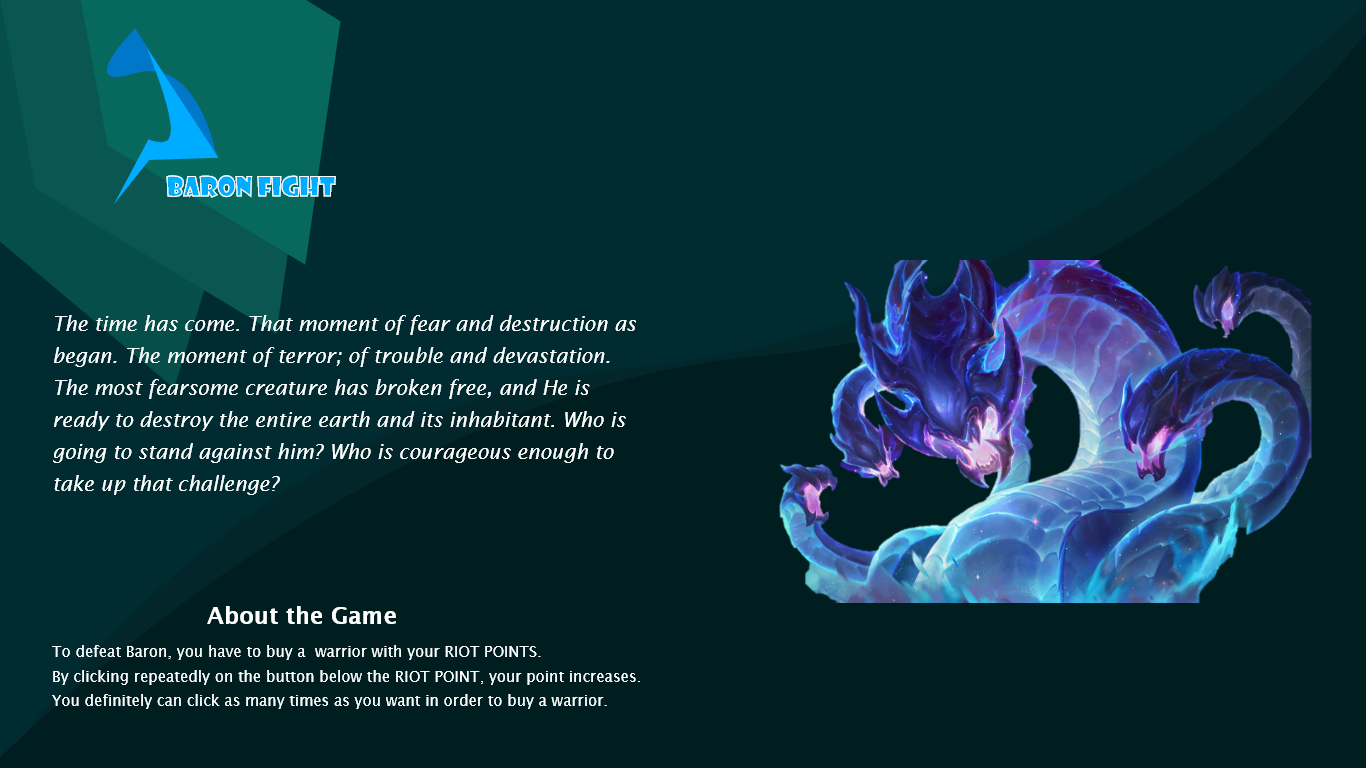 BARON FIGHT
The time has come. That moment of fear and destruction as
began. The moment of terror; of trouble and devastation.
The most fearsome creature has broken free, and He is
ready to destroy the entire earth and its inhabitant. Who is
going to stand against him? Who is courageous enough to
take up that challenge?
About the Game
To defeat Baron, you have to buy a  warrior with your RIOT POINTS.
By clicking repeatedly on the button below the RIOT POINT, your point increases.
You definitely can click as many times as you want in order to buy a warrior.